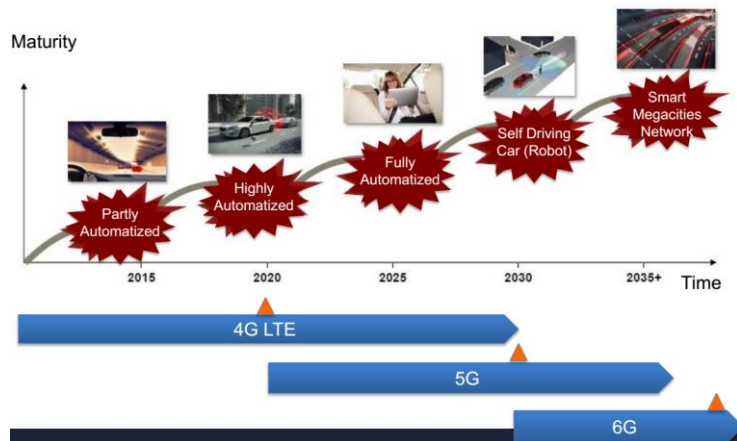 Maturity
Smart
Megacities
Network
Self Driving
Car (Robot)
Fully
Automatized
Highly
Automatized
Partly
Automatized
2015
2020
2025
2030
2035+
Time
4G LTE
5G
6G